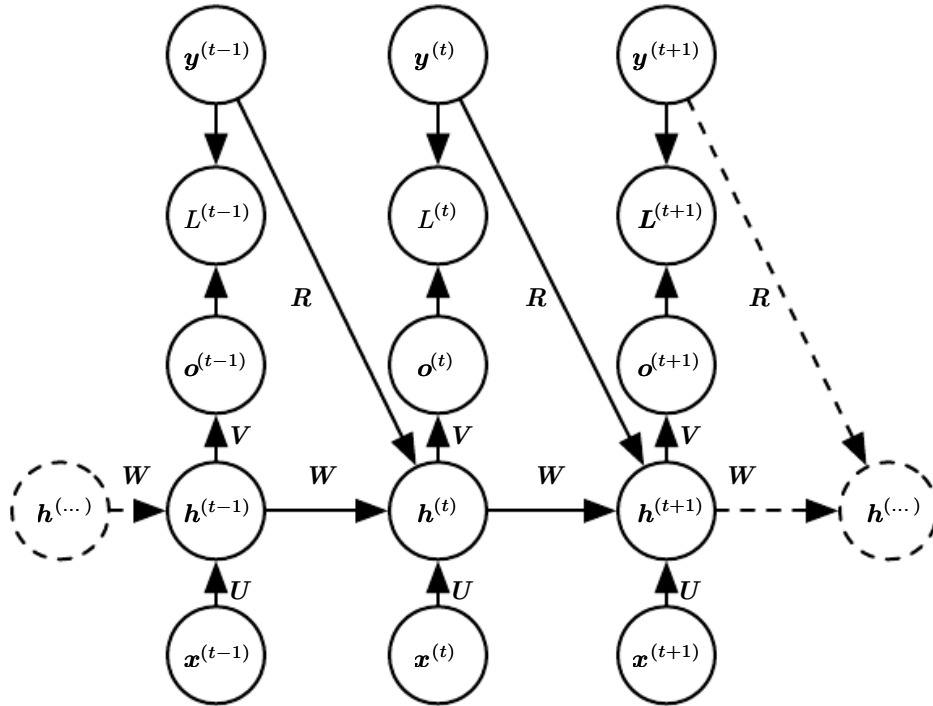 y^(t−1) y^(t) y^(t+1)
L^(t−1) L^(t) L^(t+1)
R R R
o^(t−1) o^(t) o^(t+1)
V V V
W W W W
h^(...) h^(t−1) h^(t) h^(t+1) h^(...)
U U U
x^(t−1) x^(t) x^(t+1)